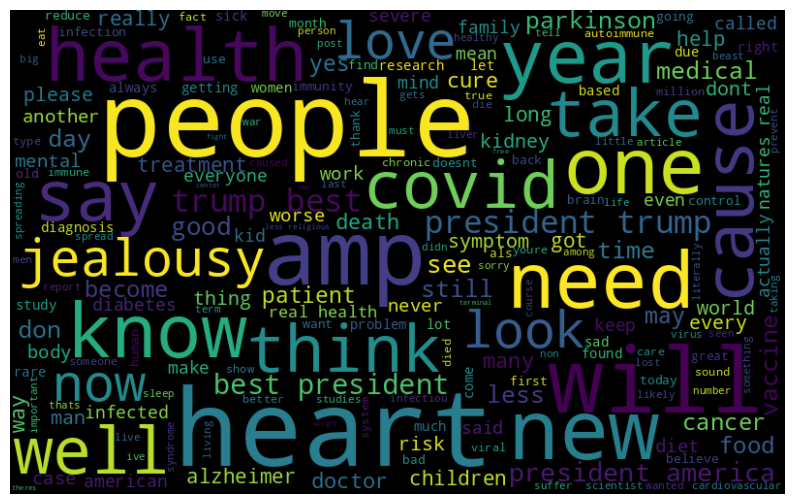 reduce really fact sick move month going parkinson tell autoimmune
infection family called
health love year
eat person severe big use post healthy yes mean help due right beast
please always getting women immunity find research let true medical
another people hear die cure based dont million
type day thank mind gets long take prevent
mental fight war must liver little article
old immune treatment caused everyone work kidney doesnt back natures real
spreading say trump best covid chronic brain life control one cause
diagnosis center last free even
men spread good kid worse death president trump actually
jealousy less religious amp didn youre among symptom als got time literally
report become see sorry need taking
study term diabetes thing patient still never course may world
don real health terminal every
body know want problem lot think look keep virus seen
rare someone human make died show many sad found care great something vaccine
now best president come non lost
thats sleep better studies infectiou first today sound
way important man infected heart much less likely number will cancer
well live syndrome living weight system said new diet food
ive risk viral believe
case american alzheimer doctor bad children president america
theres suffer scientist wanted cardiovascular